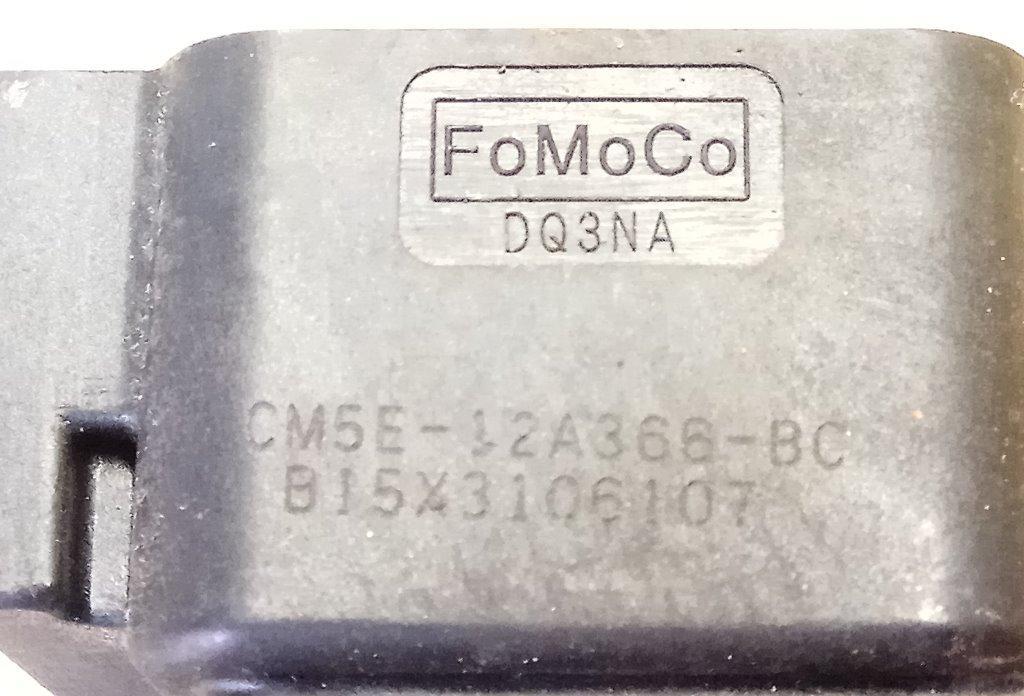 FoMoCo
DQ3NA
CM5E-12A366-BC
B15X3106107